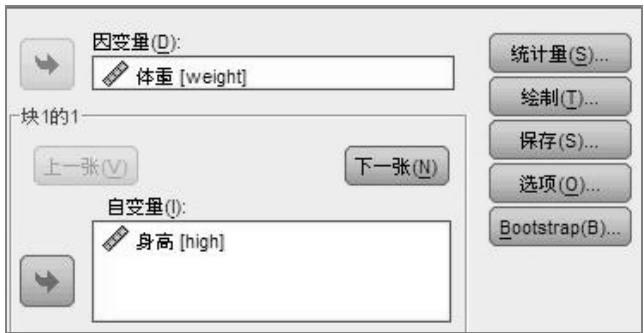 因变量(D):
体重 [weight]
块1的1
上一张(V)
下一张(N)
自变量(I):
身高 [high]
统计量(S)...
绘制(T)...
保存(S)...
选项(O)...
Bootstrap(B)...